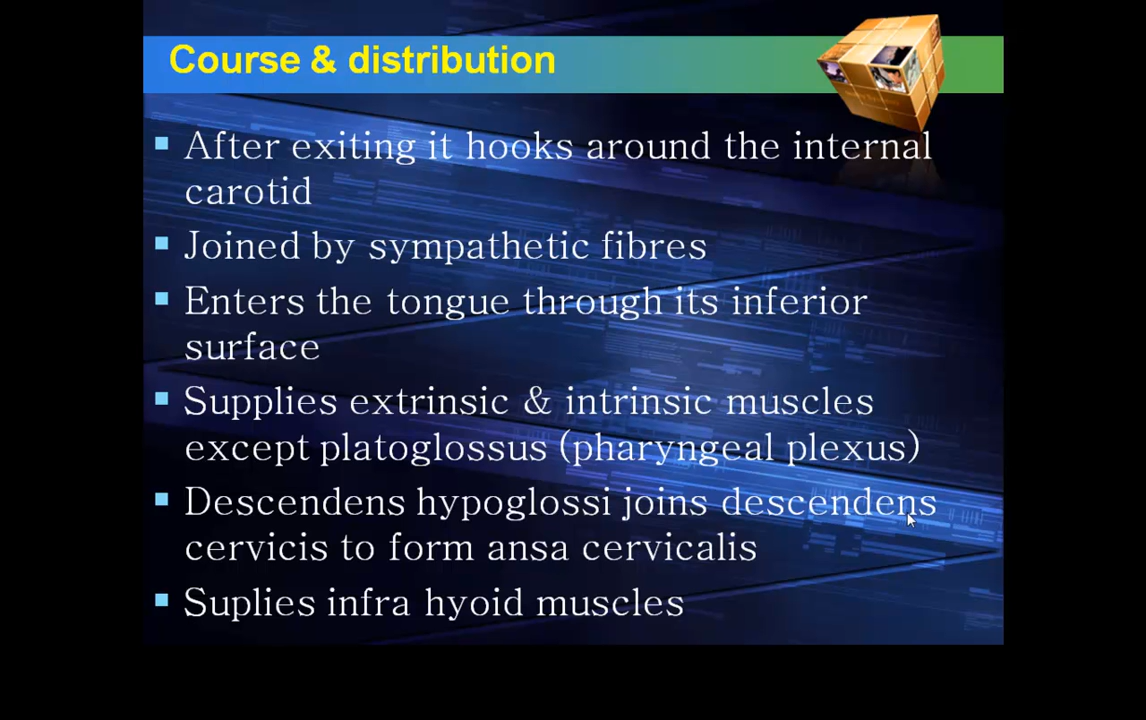 Course & distribution
After exiting it hooks around the internal
carotid
Joined by sympathetic fibres
Enters the tongue through its inferior
surface
Supplies extrinsic & intrinsic muscles
except platoglossus (pharyngeal plexus)
Descendens hypoglossi joins descendens
cervicis to form ansa cervicalis
Suplies infra hyoid muscles